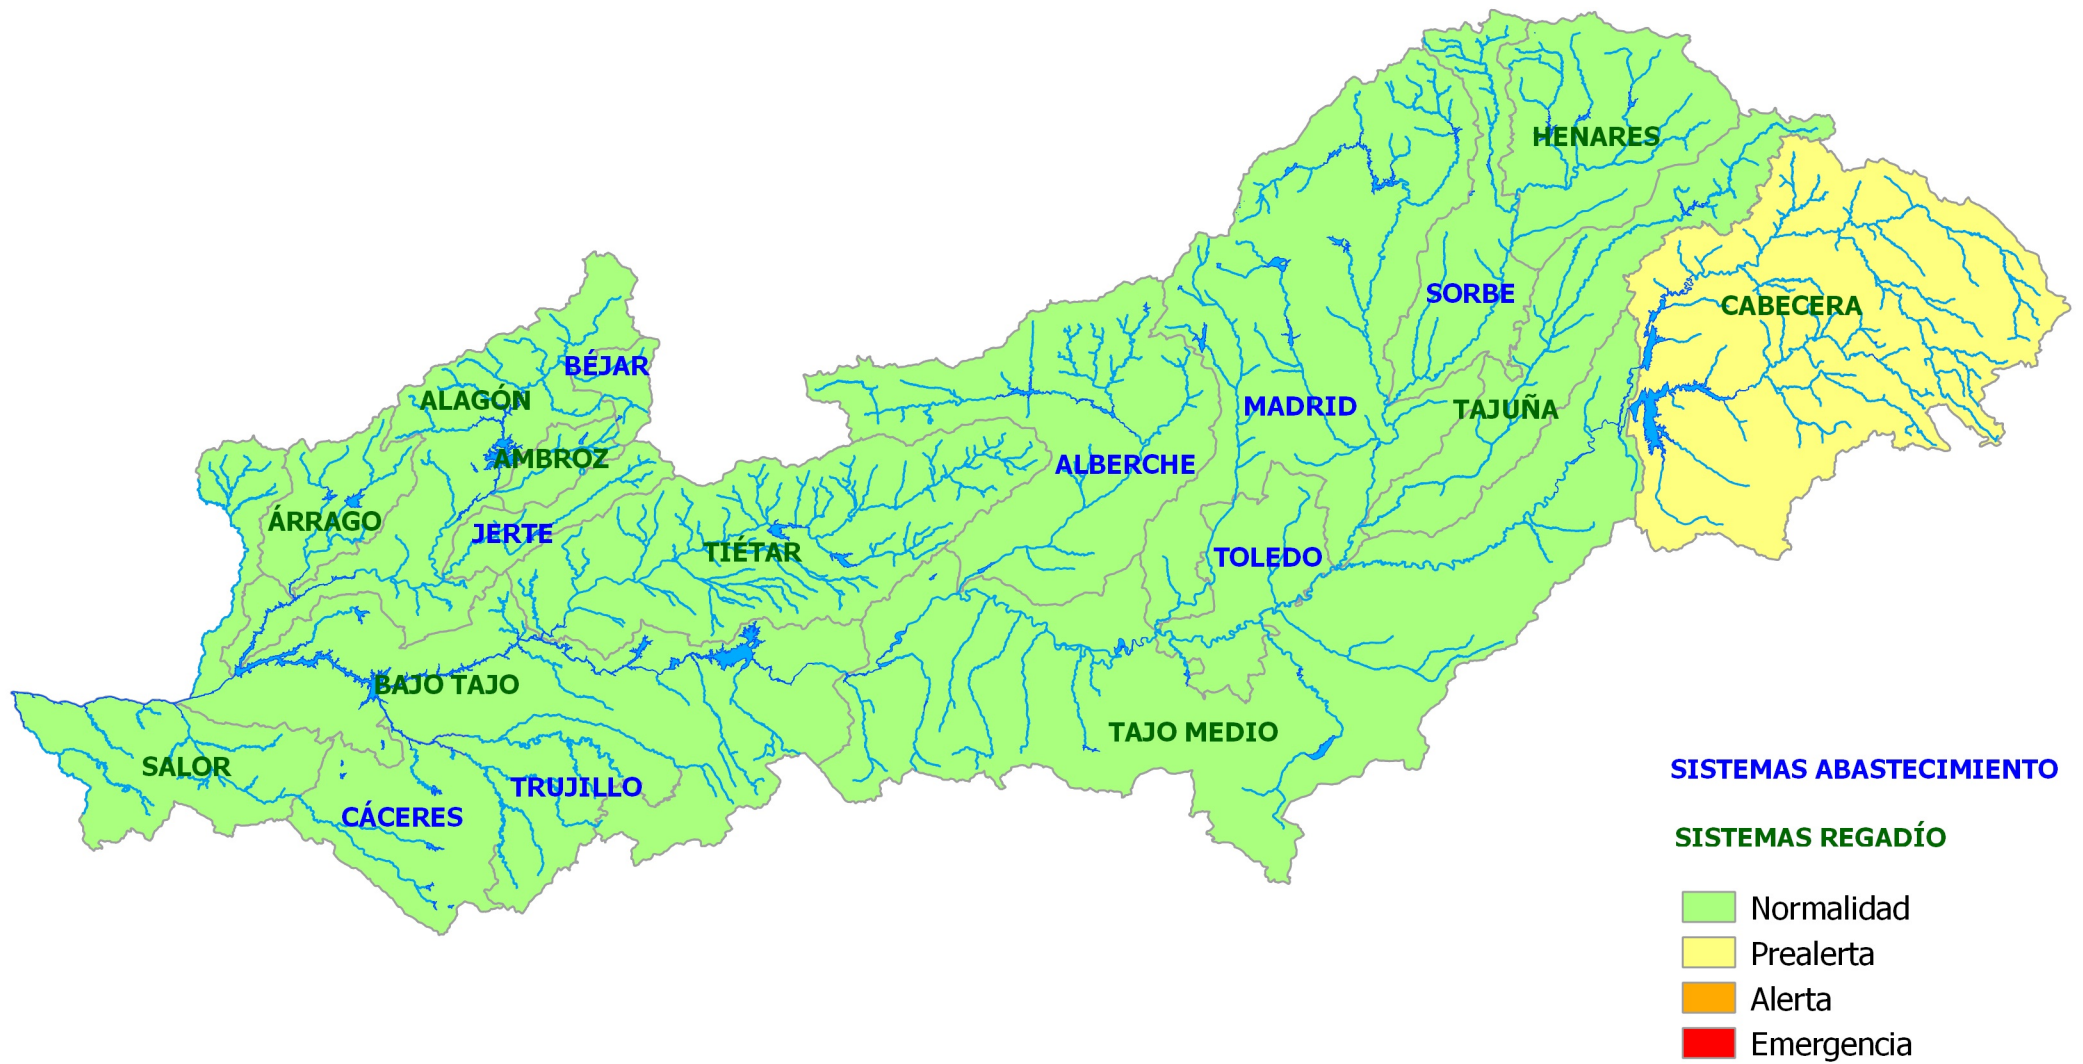 HENARES
SORBE
CABECERA
BÉJAR
ALAGÓN
MADRID
TAJUÑA
AMBROZ
ALBERCHE
ÁRRAGO
JERTE
TIÉTAR
TOLEDO
BAJO TAJO
TAJO MEDIO
SALOR
TRUJILLO
CÁCERES
SISTEMAS ABASTECIMIENTO
SISTEMAS REGADÍO
Normalidad
Prealerta
Alerta
Emergencia